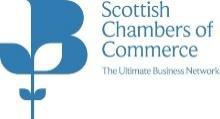 Scottish
Chambers of
Commerce
The Ultimate Business Network